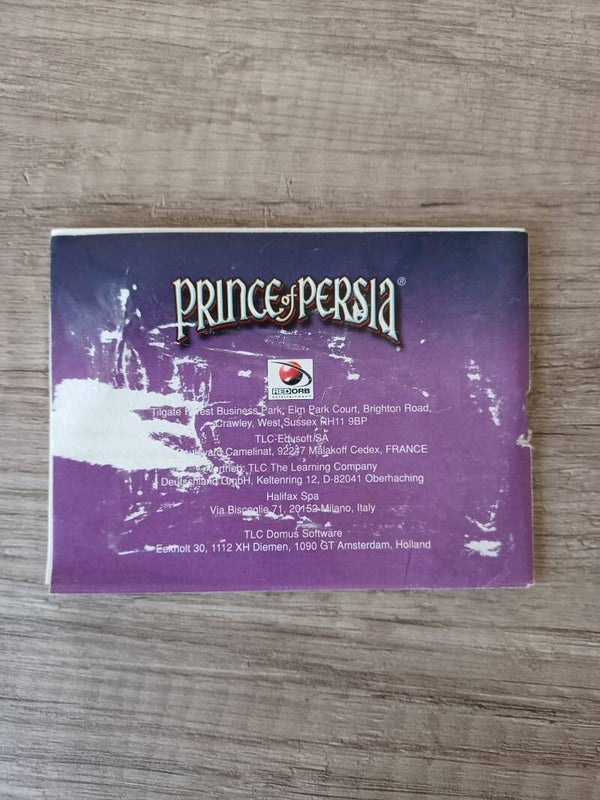 PRINCE of PERSIA®
RED ORB
entertainment
Tilgate Forest Business Park, Elm Park Court, Brighton Road,
Crawley, West Sussex RH11 9BP
TLC-Edusoft SA
Boulevard Camelinat, 92247 Malakoff Cedex, FRANCE
Vertrieb: TLC The Learning Company
Deutschland GmbH, Keltenring 12, D-82041 Oberhaching
Halifax Spa
Via Bisceglie 71, 20152 Milano, Italy
TLC Domus Software
Eekholt 30, 1112 XH Diemen, 1090 GT Amsterdam, Holland